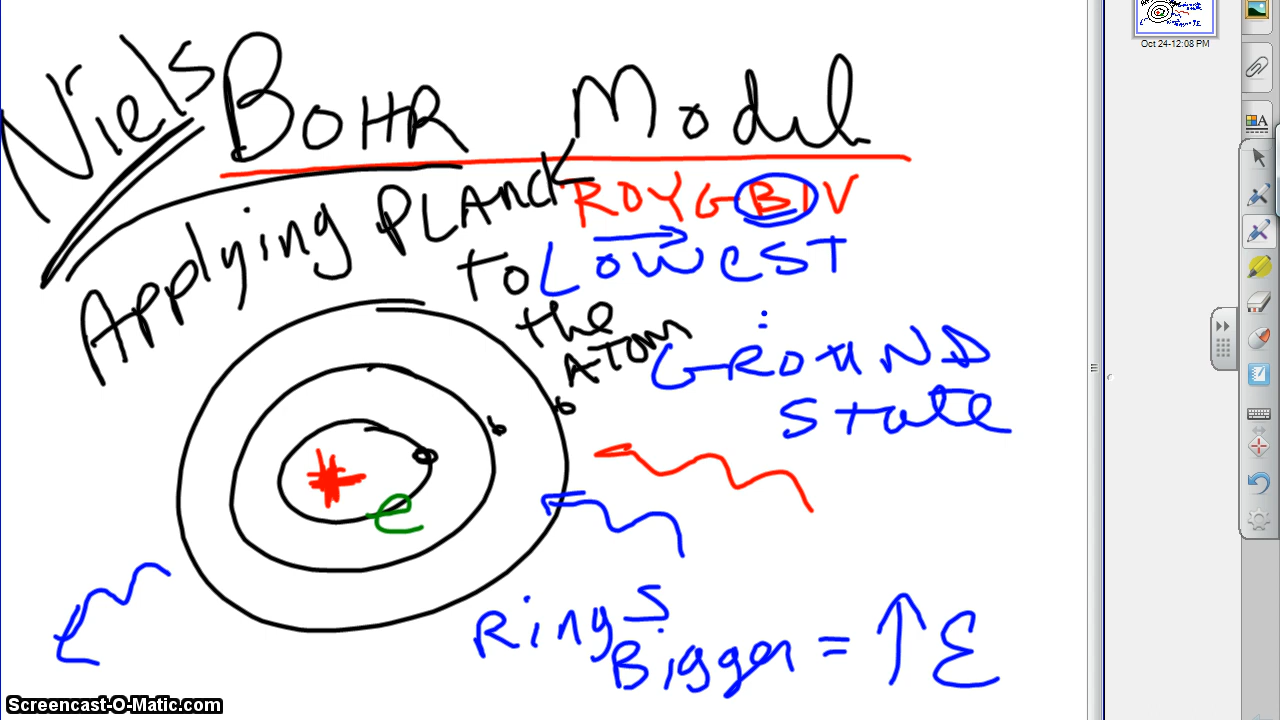 Oct 24-12:08 PM
Niels BOHR Model
Applying PLANCK
ROYGBIV
to LOWEST
the
ATOM
GROUND
State
e
Rings
Bigger = ↑ E
Screencast-O-Matic.com